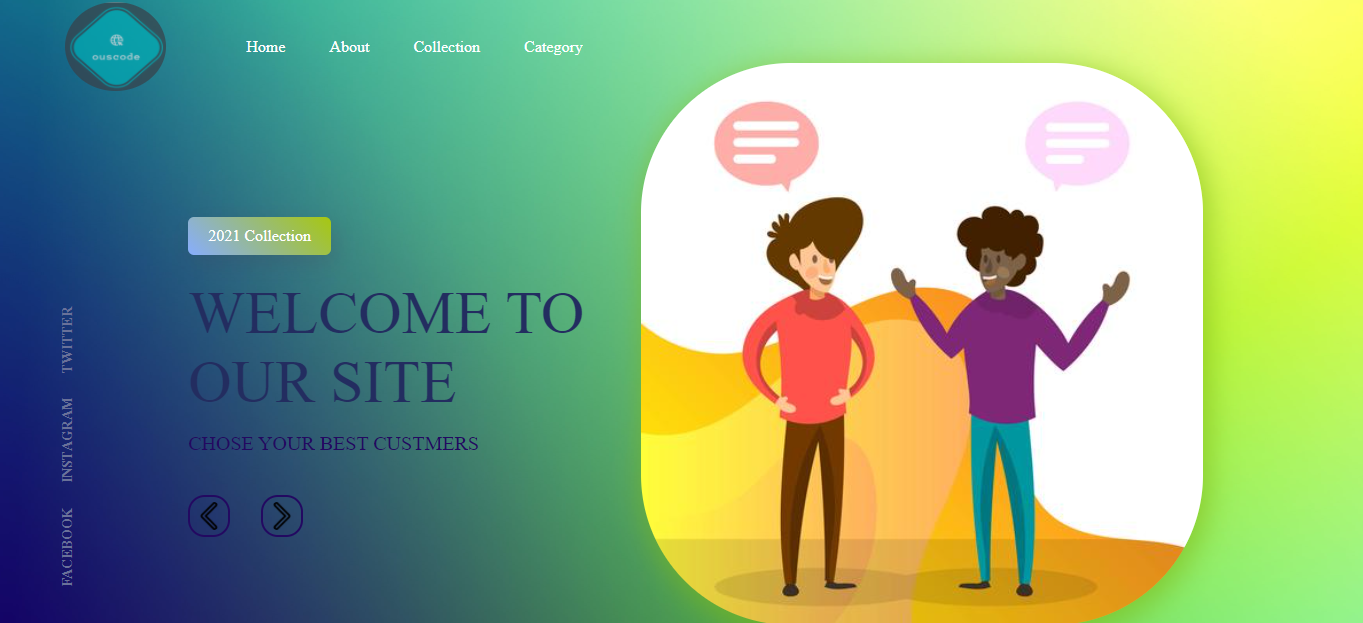 ouscode
Home
About
Collection
Category
2021 Collection
WELCOME TO
OUR SITE
CHOSE YOUR BEST CUSTMERS
TWITTER
INSTAGRAM
FACEBOOK